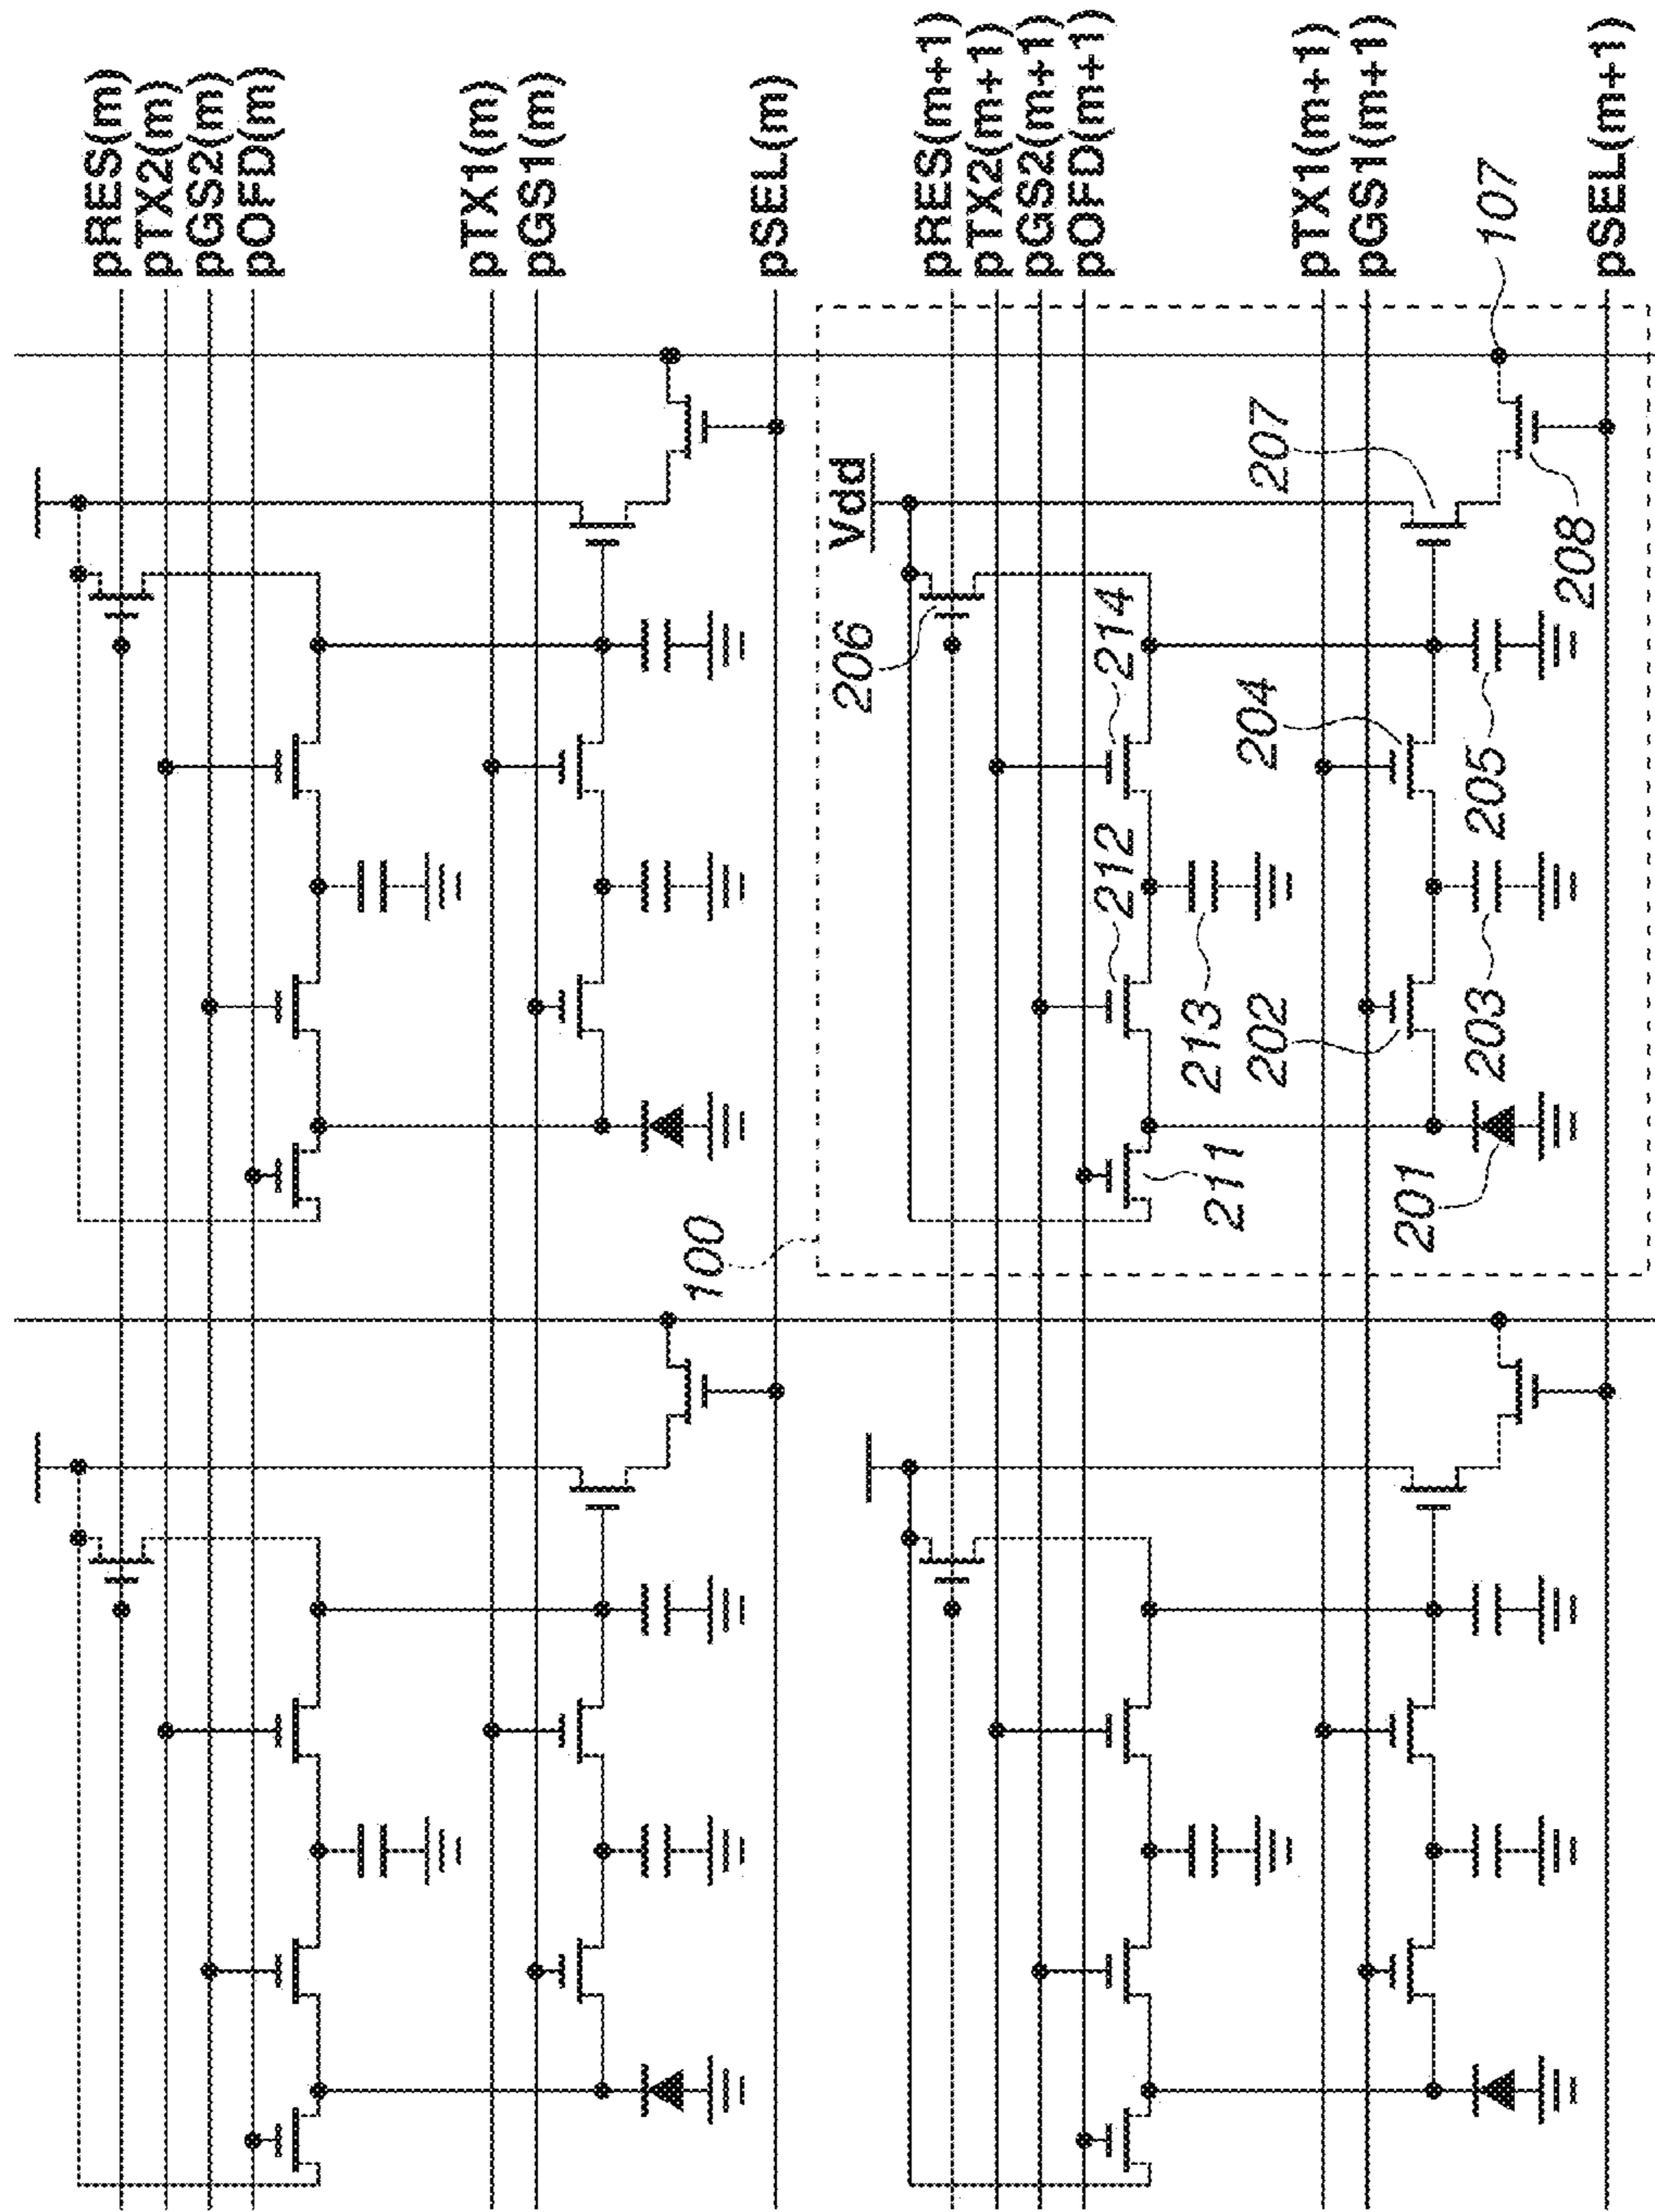 pRES(m)
pTX2(m)
pGS2(m)
pOFD(m)
pTX1(m)
pGS1(m)
pSEL(m)
100
pRES(m+1)
pTX2(m+1)
pGS2(m+1)
pOFD(m+1)
pTX1(m+1)
pGS1(m+1)
107
pSEL(m+1)
Vdd
206
214
212
213
211
207
204
202
208
205
203
201